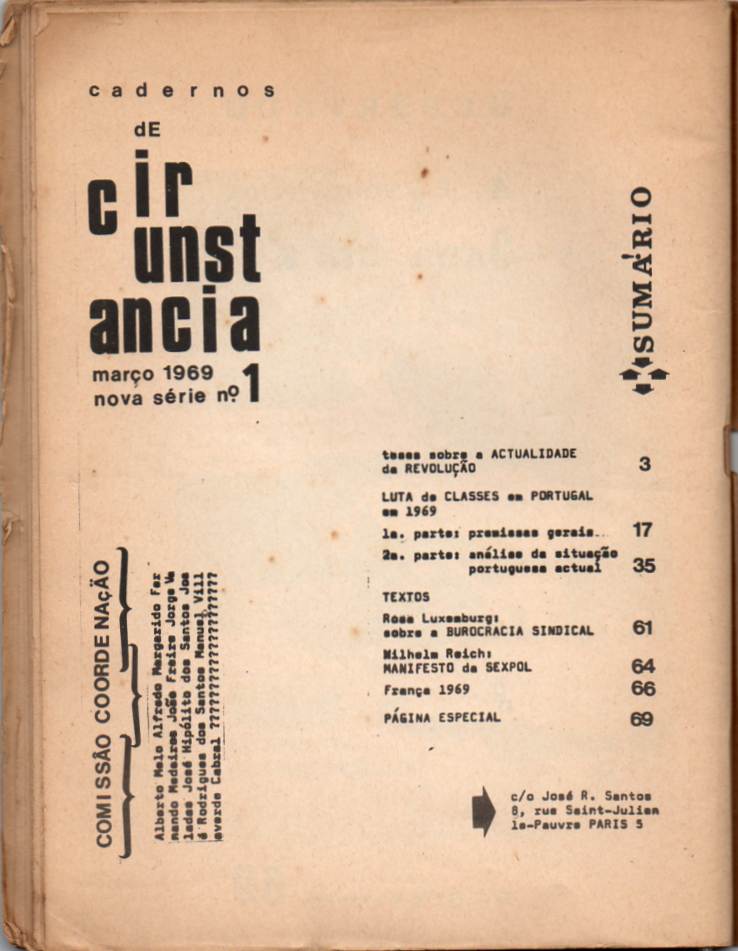 cadernos
dE
c ir
unst
ancia
março 1969
nova série nº 1
SUMÁRIO
teses sobre a ACTUALIDADE
da REVOLUÇÃO 3
LUTA de CLASSES em PORTUGAL
em 1969
1a. parte: premissas gerais.. 17
2a. parte: análise da situação
portuguesa actual 35
TEXTOS
Rosa Luxemburg:
sobre a BUROCRACIA SINDICAL 61
Wilhelm Reich:
MANIFESTO da SEXPOL 64
França 1969 66
PÁGINA ESPECIAL 69
COMISSÃO COORDENAÇÃO
Alberto Melo Alfredo Margarido Fer
nando Medeiros João Freire Jorge Va
ladas José Hipólito dos Santos Jos
é Rodrigues dos Santos Manuel Vill
averde Cabral ???????????????????
c/o José R. Santos
8, rue Saint-Julien
le-Pauvre PARIS 5